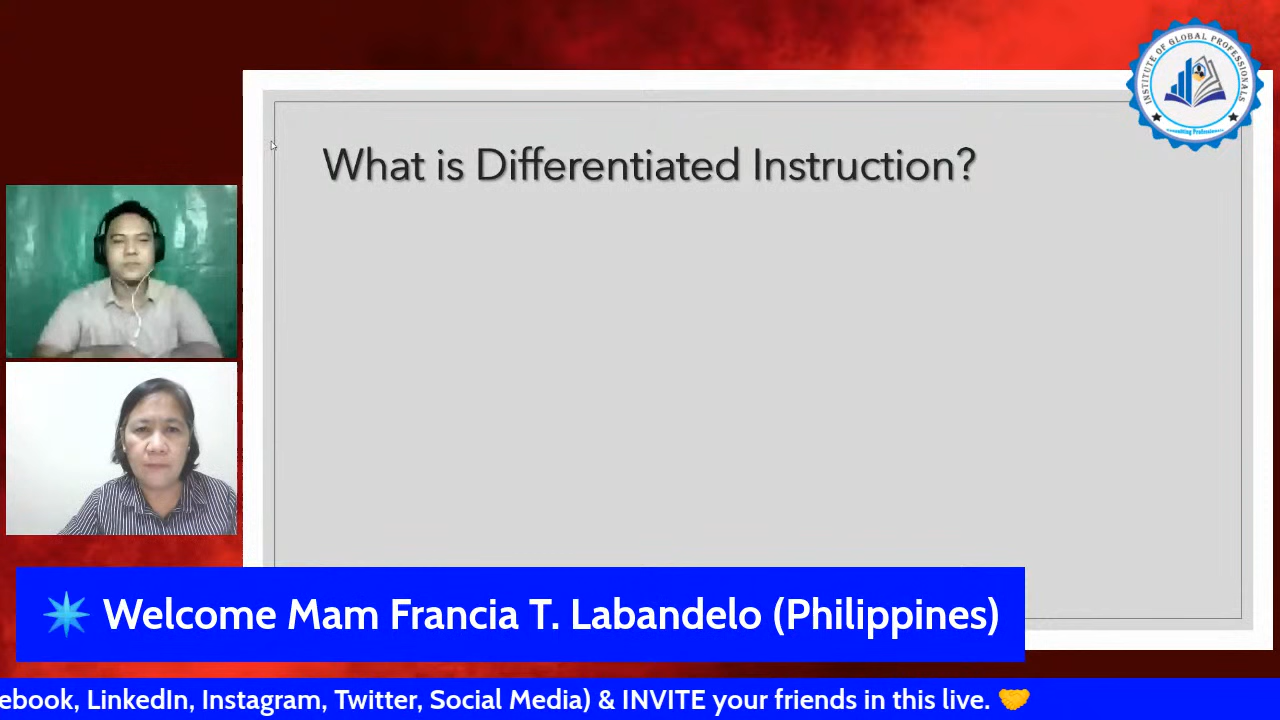 INSTITUTE OF GLOBAL PROFESSIONALS
What is Differentiated Instruction?
Welcome Mam Francia T. Labandelo (Philippines)
ebook, LinkedIn, Instagram, Twitter, Social Media) & INVITE your friends in this live.